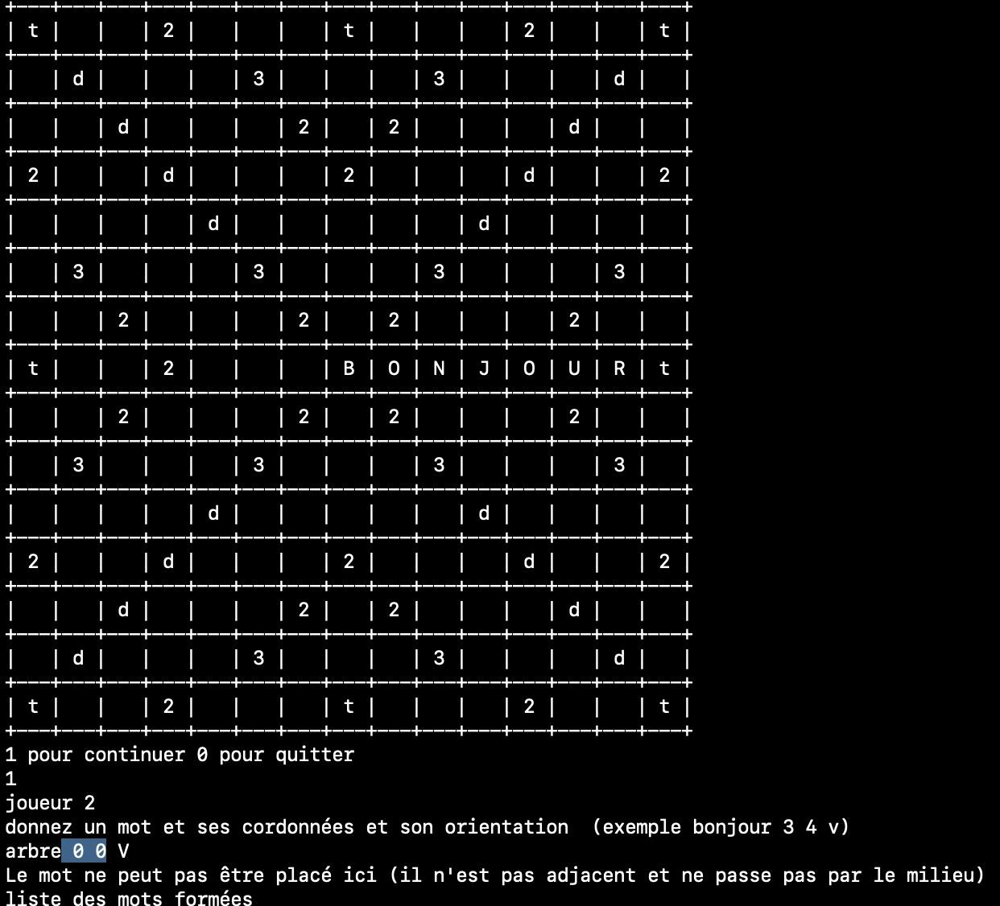 +---+---+---+---+---+---+---+---+---+---+---+---+---+---+---+
| t |   |   | 2 |   |   |   | t |   |   |   | 2 |   |   | t |
+---+---+---+---+---+---+---+---+---+---+---+---+---+---+---+
|   | d |   |   |   | 3 |   |   |   | 3 |   |   |   | d |   |
+---+---+---+---+---+---+---+---+---+---+---+---+---+---+---+
|   |   | d |   |   |   | 2 |   | 2 |   |   |   | d |   |   |
+---+---+---+---+---+---+---+---+---+---+---+---+---+---+---+
| 2 |   |   | d |   |   |   | 2 |   |   |   | d |   |   | 2 |
+---+---+---+---+---+---+---+---+---+---+---+---+---+---+---+
|   |   |   |   | d |   |   |   |   |   | d |   |   |   |   |
+---+---+---+---+---+---+---+---+---+---+---+---+---+---+---+
|   | 3 |   |   |   | 3 |   |   |   | 3 |   |   |   | 3 |   |
+---+---+---+---+---+---+---+---+---+---+---+---+---+---+---+
|   |   | 2 |   |   |   | 2 |   | 2 |   |   |   | 2 |   |   |
+---+---+---+---+---+---+---+---+---+---+---+---+---+---+---+
| t |   |   | 2 |   |   |   | B | O | N | J | O | U | R | t |
+---+---+---+---+---+---+---+---+---+---+---+---+---+---+---+
|   |   | 2 |   |   |   | 2 |   | 2 |   |   |   | 2 |   |   |
+---+---+---+---+---+---+---+---+---+---+---+---+---+---+---+
|   | 3 |   |   |   | 3 |   |   |   | 3 |   |   |   | 3 |   |
+---+---+---+---+---+---+---+---+---+---+---+---+---+---+---+
|   |   |   |   | d |   |   |   |   |   | d |   |   |   |   |
+---+---+---+---+---+---+---+---+---+---+---+---+---+---+---+
| 2 |   |   | d |   |   |   | 2 |   |   |   | d |   |   | 2 |
+---+---+---+---+---+---+---+---+---+---+---+---+---+---+---+
|   |   | d |   |   |   | 2 |   | 2 |   |   |   | d |   |   |
+---+---+---+---+---+---+---+---+---+---+---+---+---+---+---+
|   | d |   |   |   | 3 |   |   |   | 3 |   |   |   | d |   |
+---+---+---+---+---+---+---+---+---+---+---+---+---+---+---+
| t |   |   | 2 |   |   |   | t |   |   |   | 2 |   |   | t |
+---+---+---+---+---+---+---+---+---+---+---+---+---+---+---+
1 pour continuer 0 pour quitter
1
joueur 2
donnez un mot et ses cordonnées et son orientation  (exemple bonjour 3 4 v)
arbre 0 0 V
Le mot ne peut pas être placé ici (il n'est pas adjacent et ne passe pas par le milieu)
liste des mots formées